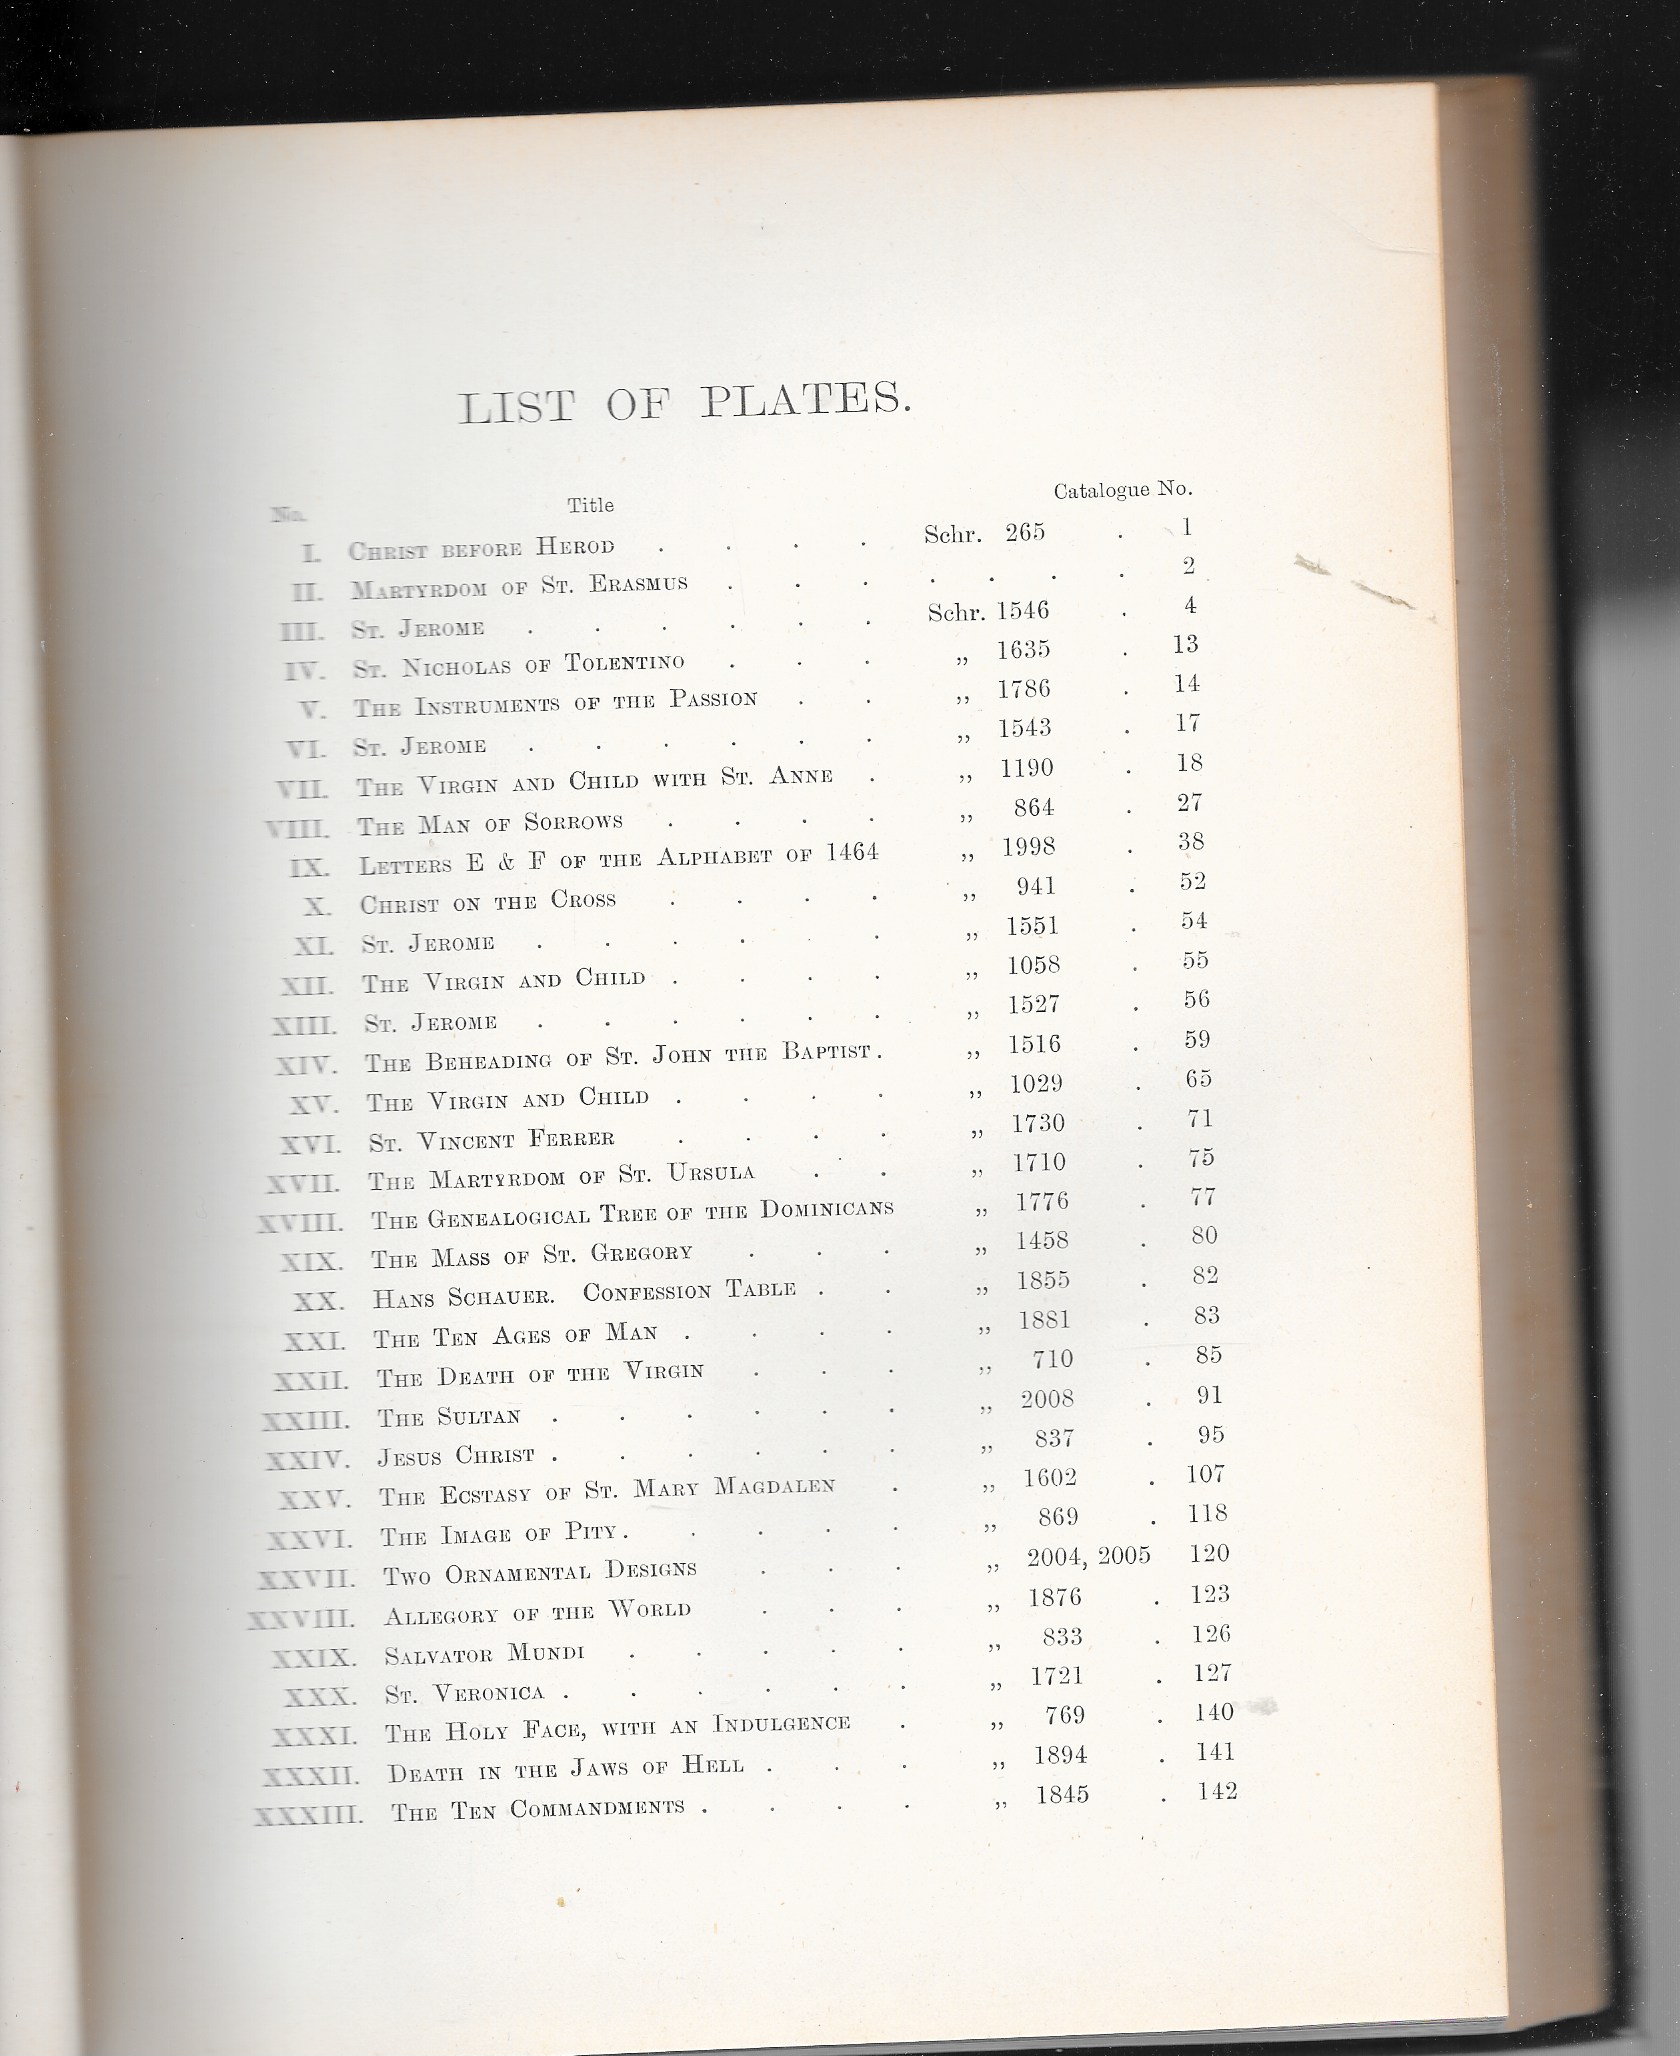 LIST OF PLATES.
No. Title Catalogue No.
I. CHRIST BEFORE HEROD . . . . Schr. 265 . 1
II. MARTYRDOM OF ST. ERASMUS . . . . . . . 2
III. ST. JEROME . . . . . . Schr. 1546 . 4
IV. ST. NICHOLAS OF TOLENTINO . . . „ 1635 . 13
V. THE INSTRUMENTS OF THE PASSION . . „ 1786 . 14
VI. ST. JEROME . . . . . . „ 1543 . 17
VII. THE VIRGIN AND CHILD WITH ST. ANNE . „ 1190 . 18
VIII. THE MAN OF SORROWS . . . . „ 864 . 27
IX. LETTERS E & F OF THE ALPHABET OF 1464 „ 1998 . 38
X. CHRIST ON THE CROSS . . . . „ 941 . 52
XI. ST. JEROME . . . . . „ 1551 . 54
XII. THE VIRGIN AND CHILD . . . . „ 1058 . 55
XIII. ST. JEROME . . . . . . „ 1527 . 56
XIV. THE BEHEADING OF ST. JOHN THE BAPTIST . „ 1516 . 59
XV. THE VIRGIN AND CHILD . . . . „ 1029 . 65
XVI. ST. VINCENT FERRER . . . . „ 1730 . 71
XVII. THE MARTYRDOM OF ST. URSULA . . „ 1710 . 75
XVIII. THE GENEALOGICAL TREE OF THE DOMINICANS „ 1776 . 77
XIX. THE MASS OF ST. GREGORY . . . „ 1458 . 80
XX. HANS SCHAUER. CONFESSION TABLE . . „ 1855 . 82
XXI. THE TEN AGES OF MAN . . . . „ 1881 . 83
XXII. THE DEATH OF THE VIRGIN . . . „ 710 . 85
XXIII. THE SULTAN . . . . . . „ 2008 . 91
XXIV. JESUS CHRIST . . . . . . „ 837 . 95
XXV. THE ECSTASY OF ST. MARY MAGDALEN . „ 1602 . 107
XXVI. THE IMAGE OF PITY . . . . . „ 869 . 118
XXVII. TWO ORNAMENTAL DESIGNS . . . „ 2004, 2005 120
XXVIII. ALLEGORY OF THE WORLD . . . „ 1876 . 123
XXIX. SALVATOR MUNDI . . . . . „ 833 . 126
XXX. ST. VERONICA . . . . . . „ 1721 . 127
XXXI. THE HOLY FACE, WITH AN INDULGENCE . „ 769 . 140
XXXII. DEATH IN THE JAWS OF HELL . . . „ 1894 . 141
XXXIII. THE TEN COMMANDMENTS . . . . „ 1845 . 142